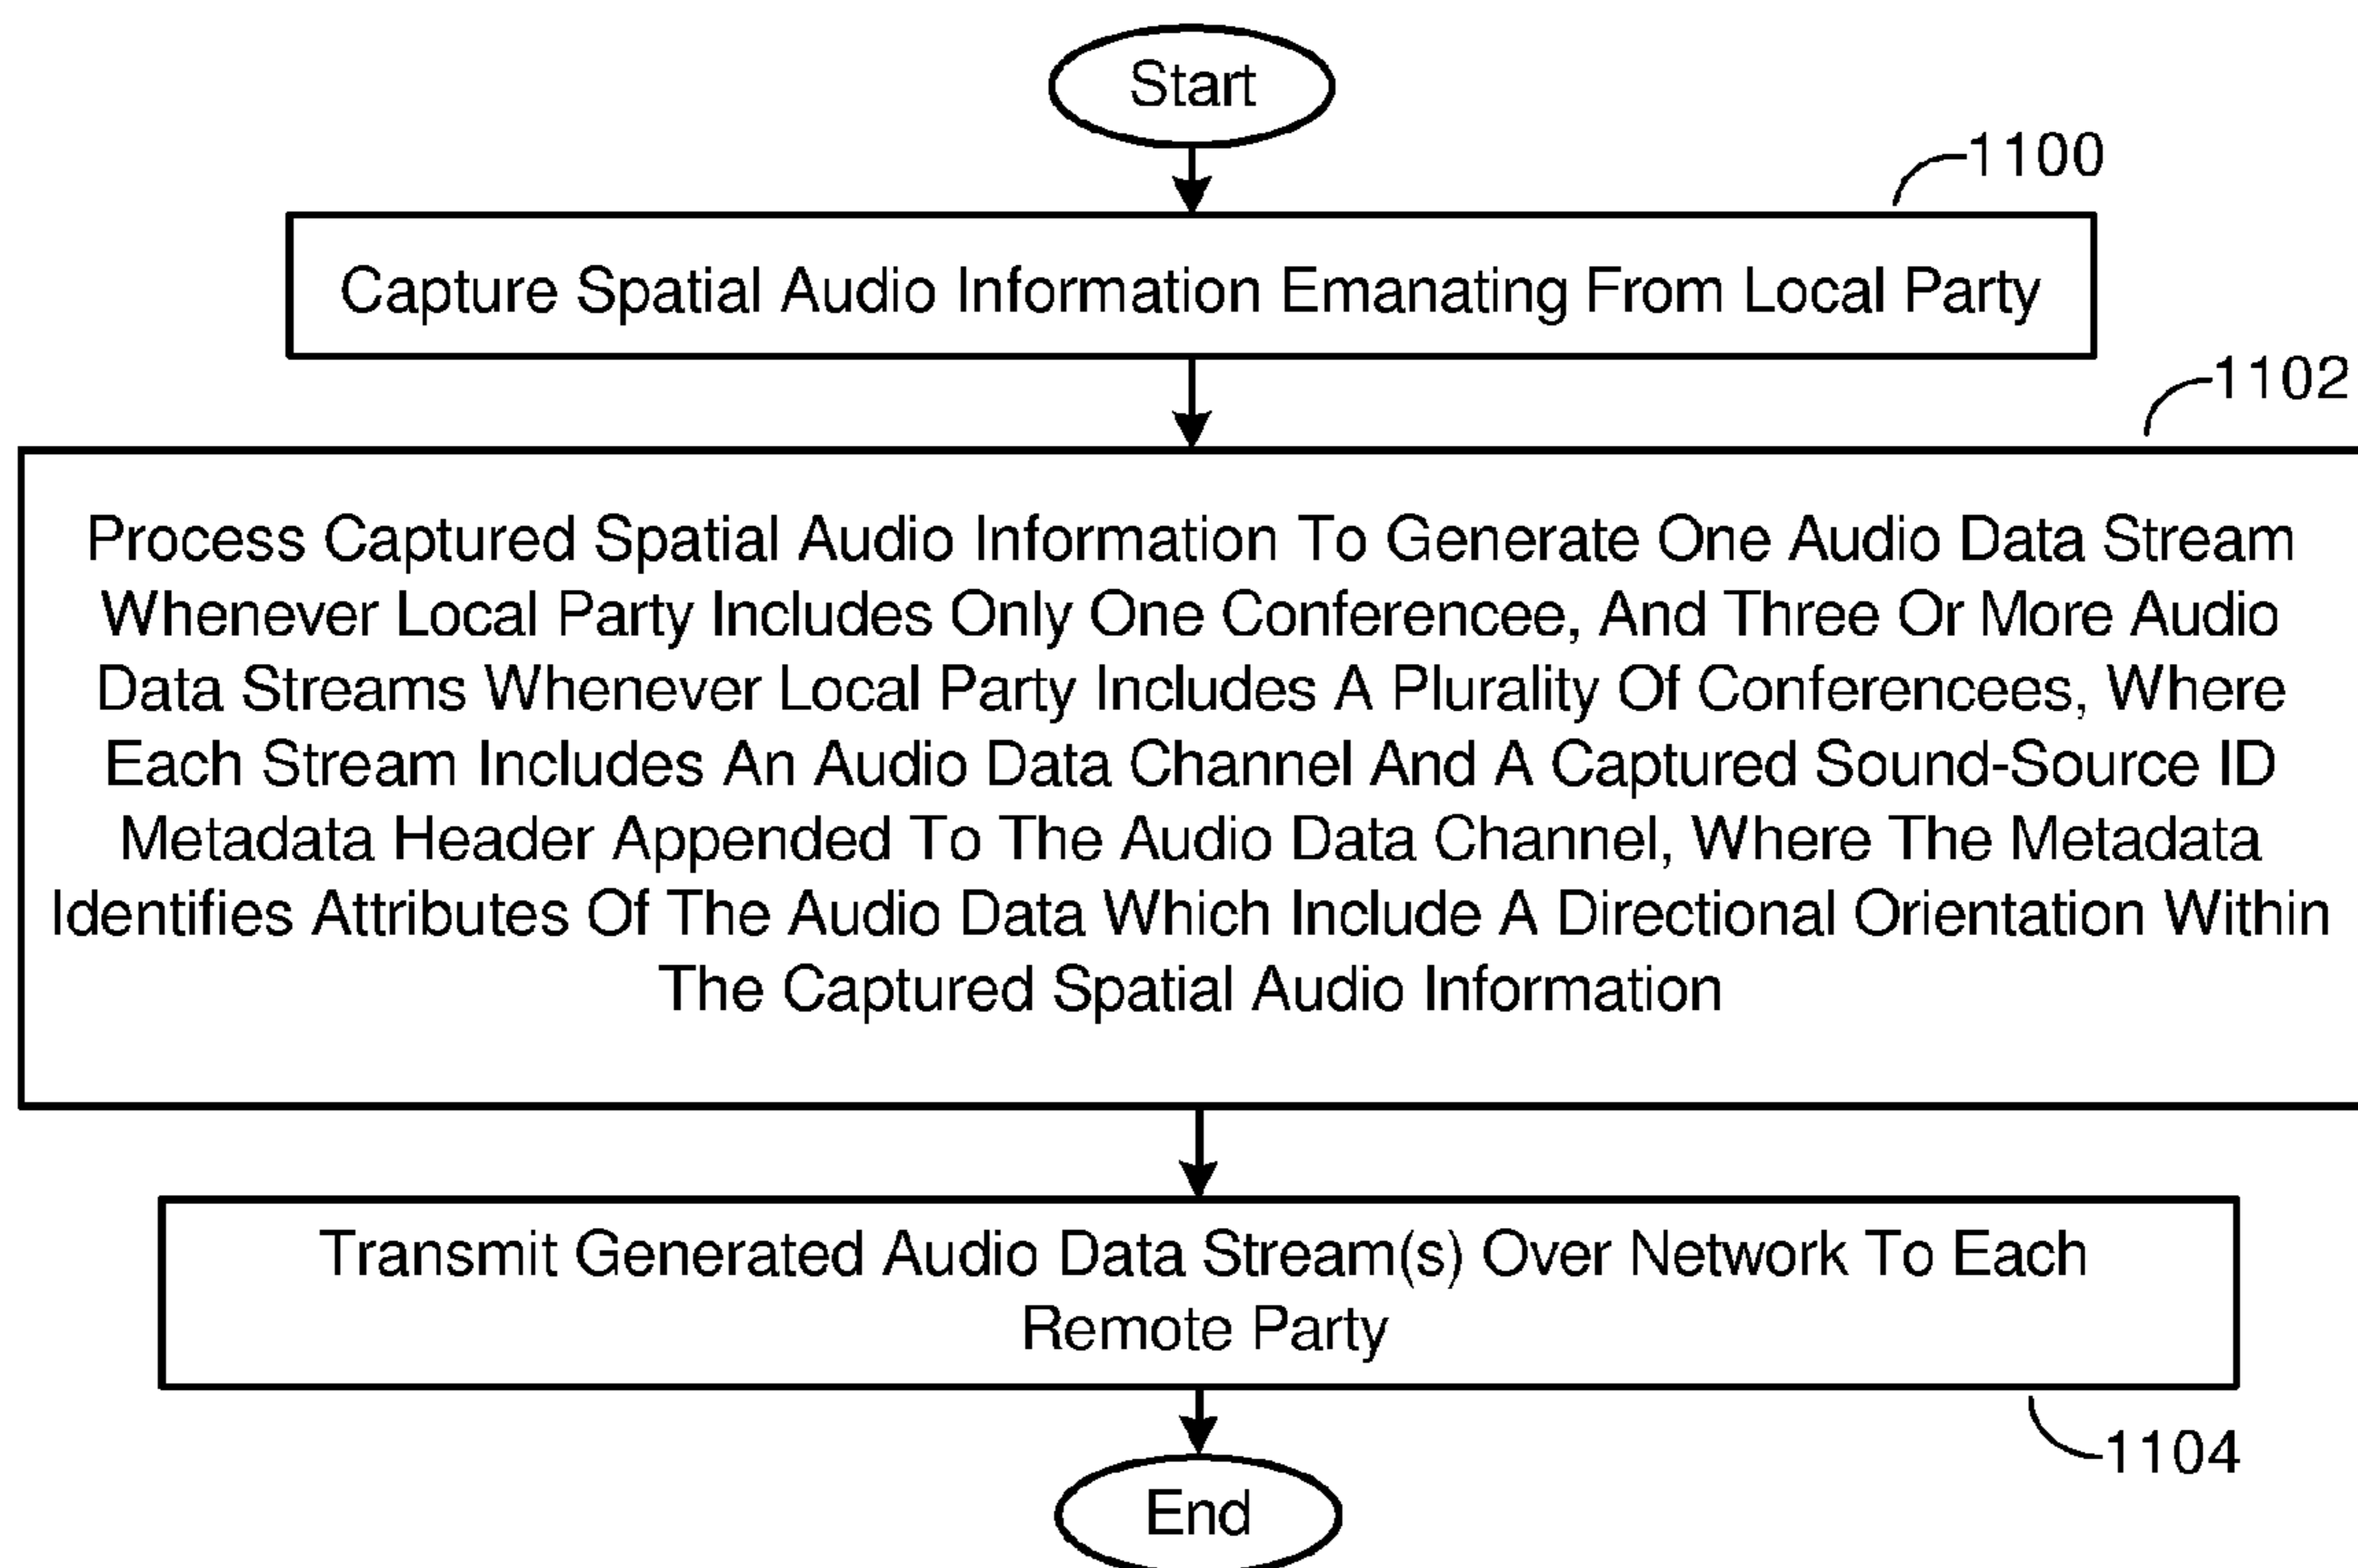 Start
1100
Capture Spatial Audio Information Emanating From Local Party
1102
Process Captured Spatial Audio Information To Generate One Audio Data Stream
Whenever Local Party Includes Only One Conferencee, And Three Or More Audio
Data Streams Whenever Local Party Includes A Plurality Of Conferencees, Where
Each Stream Includes An Audio Data Channel And A Captured Sound-Source ID
Metadata Header Appended To The Audio Data Channel, Where The Metadata
Identifies Attributes Of The Audio Data Which Include A Directional Orientation Within
The Captured Spatial Audio Information
Transmit Generated Audio Data Stream(s) Over Network To Each
Remote Party
1104
End